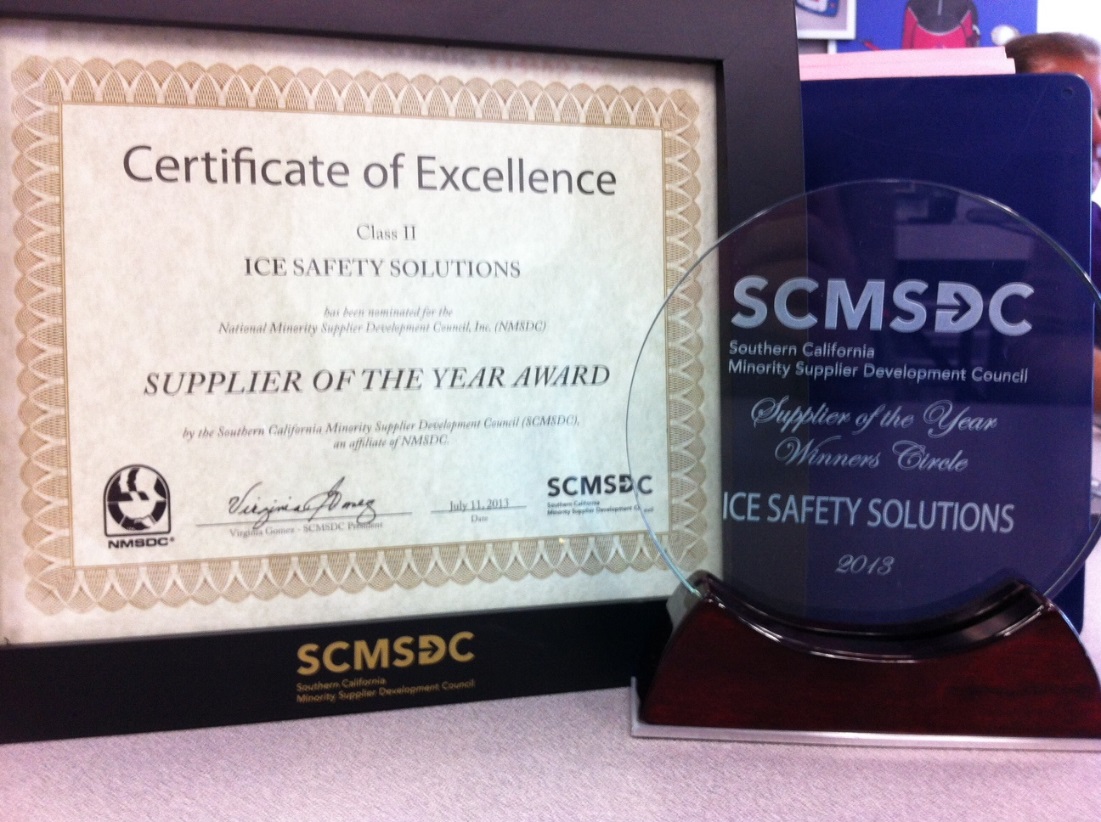 Certificate of Excellence
Class II
ICE SAFETY SOLUTIONS
has been nominated for the
National Minority Supplier Development Council, Inc. (NMSDC)
SUPPLIER OF THE YEAR AWARD
by the Southern California Minority Supplier Development Council (SCMSDC),
an affiliate of NMSDC.
NMSDC®
Virginia Gomez
Virginia Gomez - SCMSDC President
July 11, 2013
Date
SCMSDC
Southern California
Minority Supplier Development Council
SCMSDC
Southern California
Minority Supplier Development Council
SCMSDC
Southern California
Minority Supplier Development Council
Supplier of the Year
Winners Circle
ICE SAFETY SOLUTIONS
2013